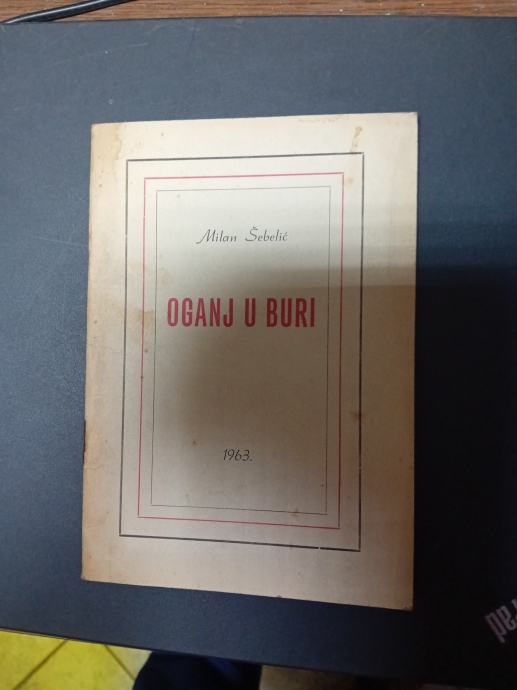 Milan Šebelić
OGANJ U BURI
1963.